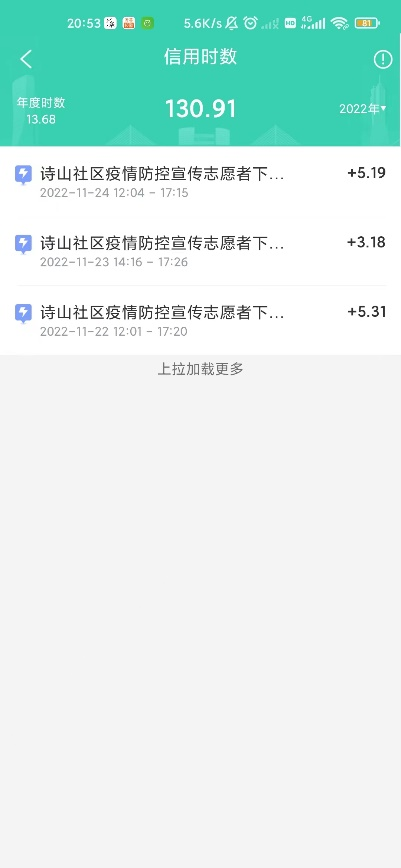 20:53
5.6K/s
HD
4G
81
信用时数
年度时数
130.91
2022年▾
13.68
诗山社区疫情防控宣传志愿者下...
+5.19
2022-11-24 12:04 - 17:15
诗山社区疫情防控宣传志愿者下...
+3.18
2022-11-23 14:16 - 17:26
诗山社区疫情防控宣传志愿者下...
+5.31
2022-11-22 12:01 - 17:20
上拉加载更多